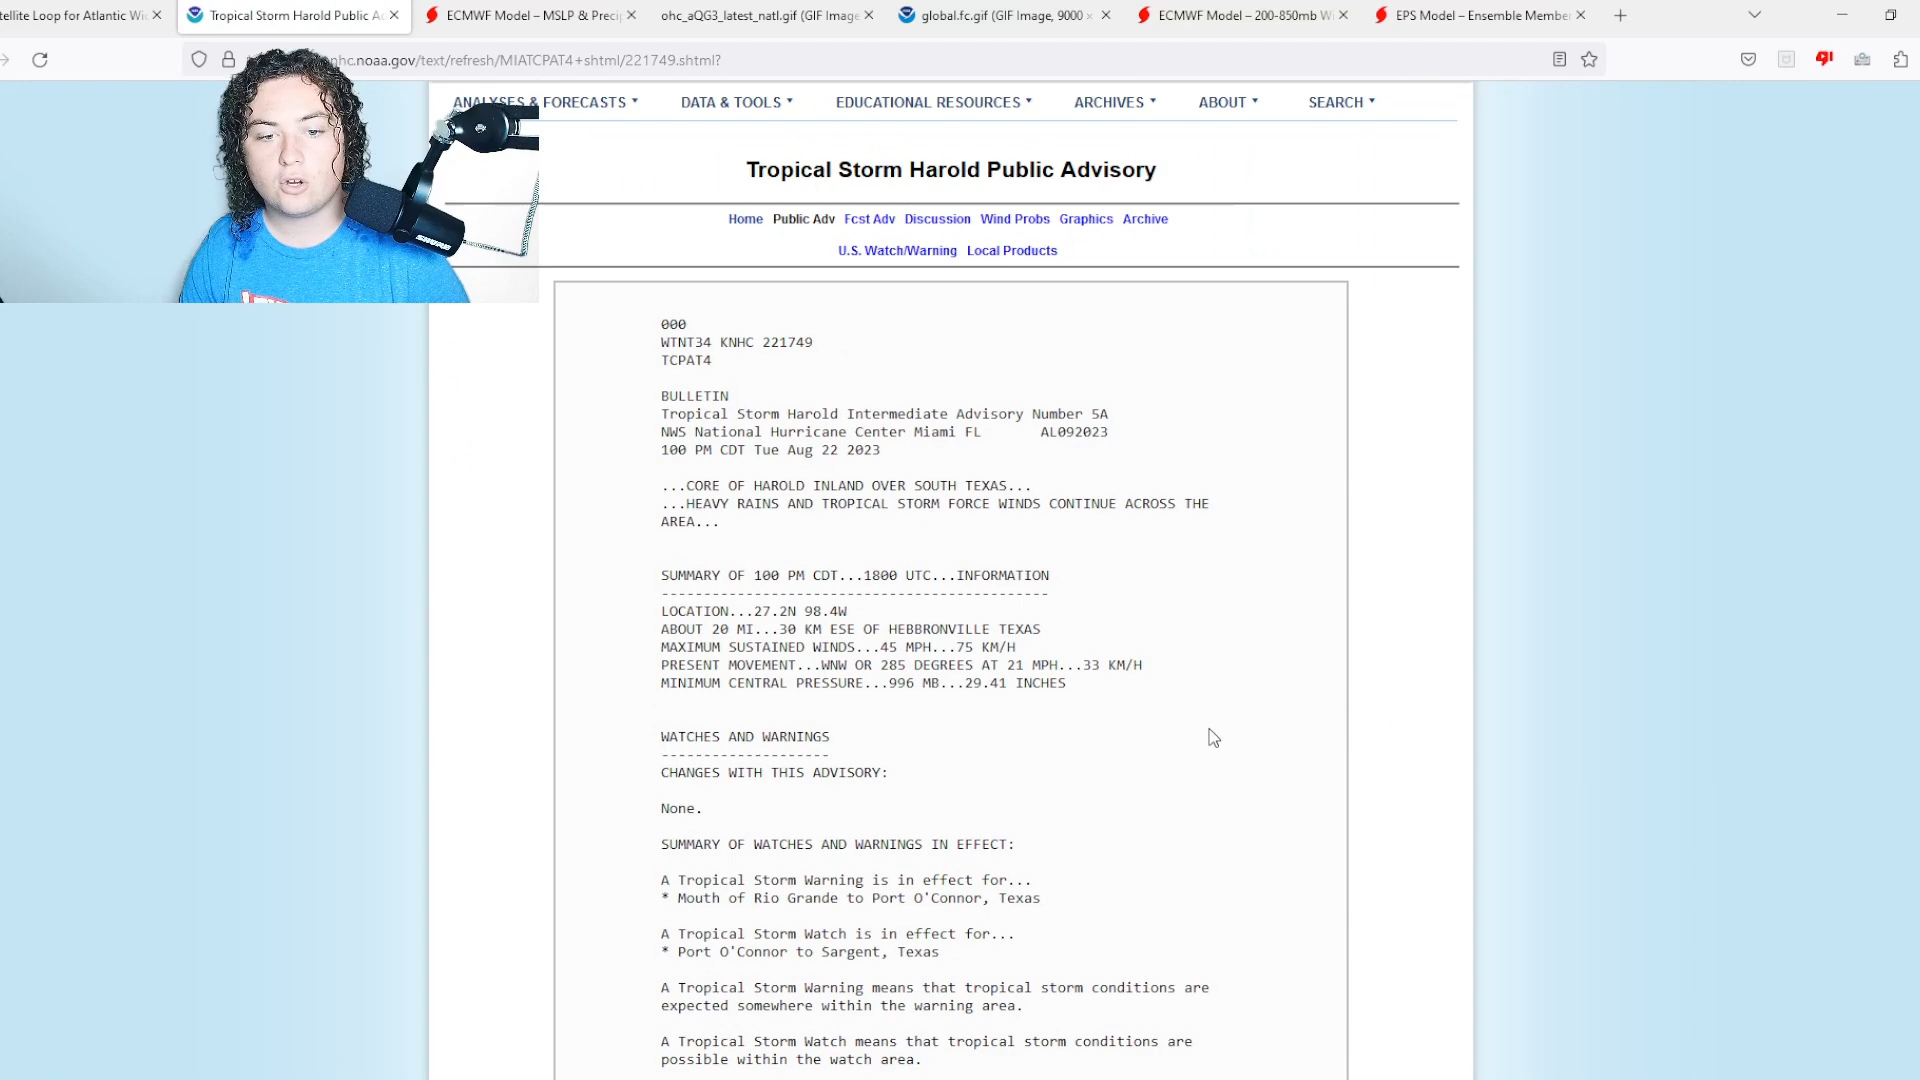 tellite Loop for Atlantic Wi
Tropical Storm Harold Public A
ECMWF Model – MSLP & Precip
ohc_aQG3_latest_natl.gif (GIF Image
global.fc.gif (GIF Image, 9000 ×
ECMWF Model – 200-850mb Wi
EPS Model – Ensemble Member
nhc.noaa.gov/text/refresh/MIATCPAT4+shtml/221749.shtml?
ANALYSES & FORECASTS DATA & TOOLS EDUCATIONAL RESOURCES ARCHIVES ABOUT SEARCH
Tropical Storm Harold Public Advisory
Home Public Adv Fcst Adv Discussion Wind Probs Graphics Archive
U.S. Watch/Warning Local Products
000
WTNT34 KNHC 221749
TCPAT4
BULLETIN
Tropical Storm Harold Intermediate Advisory Number 5A
NWS National Hurricane Center Miami FL AL092023
100 PM CDT Tue Aug 22 2023
...CORE OF HAROLD INLAND OVER SOUTH TEXAS...
...HEAVY RAINS AND TROPICAL STORM FORCE WINDS CONTINUE ACROSS THE
AREA...
SUMMARY OF 100 PM CDT...1800 UTC...INFORMATION
----------------------------------------------
LOCATION...27.2N 98.4W
ABOUT 20 MI...30 KM ESE OF HEBBRONVILLE TEXAS
MAXIMUM SUSTAINED WINDS...45 MPH...75 KM/H
PRESENT MOVEMENT...WNW OR 285 DEGREES AT 21 MPH...33 KM/H
MINIMUM CENTRAL PRESSURE...996 MB...29.41 INCHES
WATCHES AND WARNINGS
--------------------
CHANGES WITH THIS ADVISORY:
None.
SUMMARY OF WATCHES AND WARNINGS IN EFFECT:
A Tropical Storm Warning is in effect for...
* Mouth of Rio Grande to Port O'Connor, Texas
A Tropical Storm Watch is in effect for...
* Port O'Connor to Sargent, Texas
A Tropical Storm Warning means that tropical storm conditions are
expected somewhere within the warning area.
A Tropical Storm Watch means that tropical storm conditions are
possible within the watch area.
SHURE